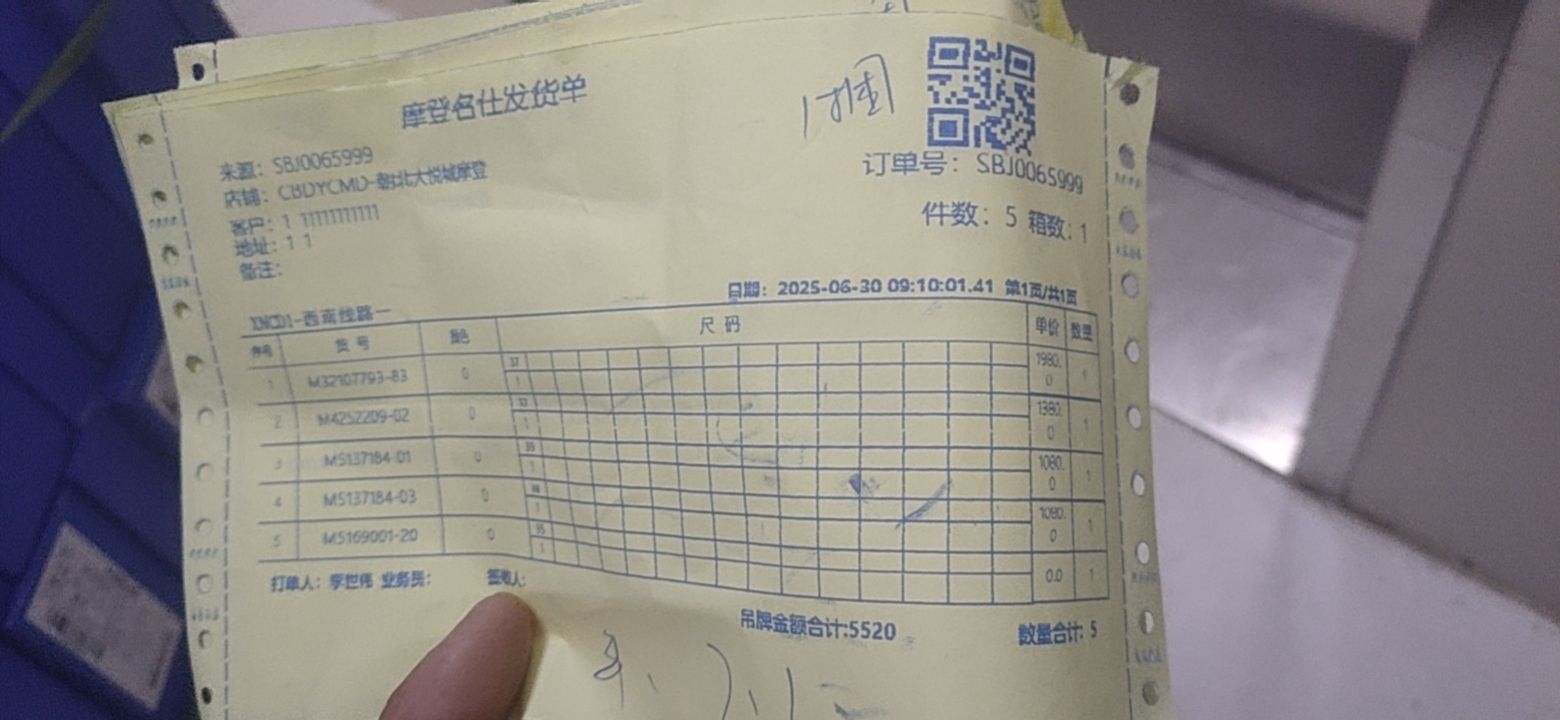 摩登名仕发货单
来源：SBJ0065999
店铺：CBDYCMD-朝北大悦城摩登
客户：1 11111111111
地址：1 1
备注：
订单号：SBJ0065999
件数：5 箱数：1
日期：2025-06-30 09:10:01.41 第1页/共1页
XNCD1-西南线路一
序号 货号 颜色 尺码 单价 数量
1 M32107793-83 0 37 1 1980.0 1
2 M4252209-02 0 1 1380.0 1
3 M5137184-01 0 1 1080.0 1
4 M5137184-03 0 1 1080.0 1
5 M5169001-20 0 35 1 0.0 1
打单人：李世伟 业务员： 签收人：
吊牌金额合计:5520 数量合计: 5